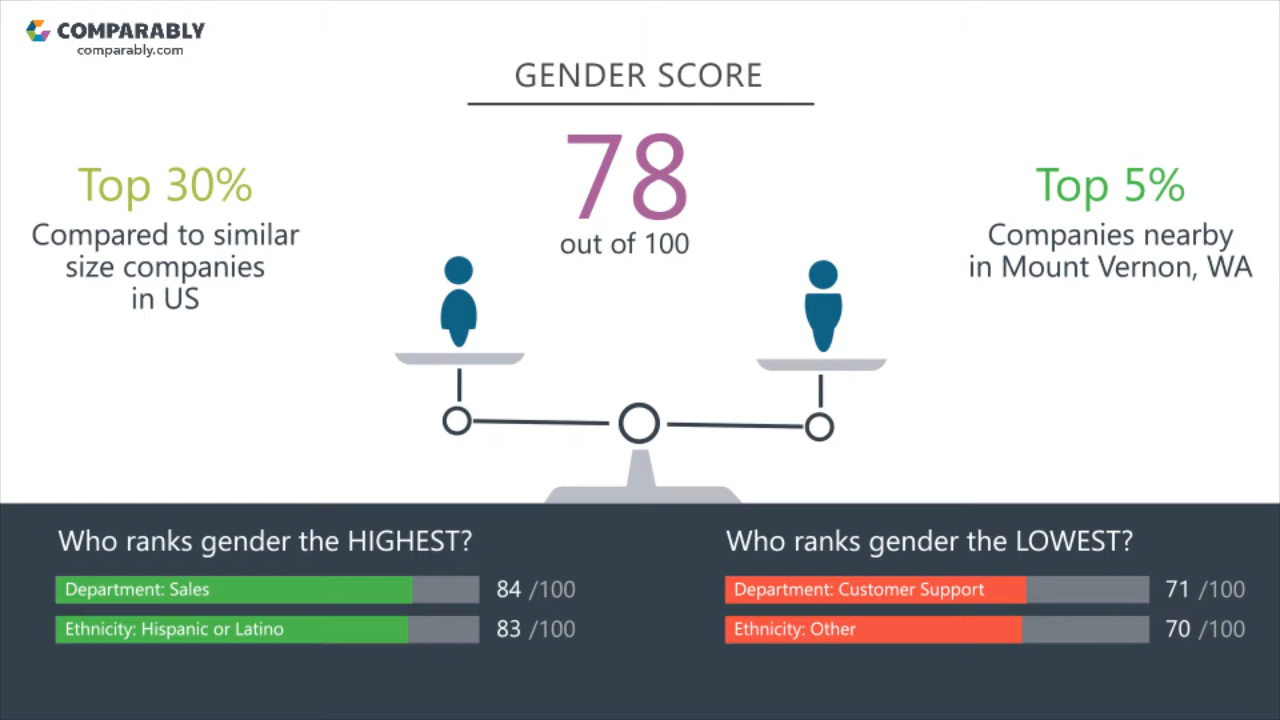 COMPARABLY
comparably.com
GENDER SCORE
78
out of 100
Top 30%
Compared to similar
size companies
in US
Top 5%
Companies nearby
in Mount Vernon, WA
Who ranks gender the HIGHEST?
Department: Sales 84 /100
Ethnicity: Hispanic or Latino 83 /100
Who ranks gender the LOWEST?
Department: Customer Support 71 /100
Ethnicity: Other 70 /100